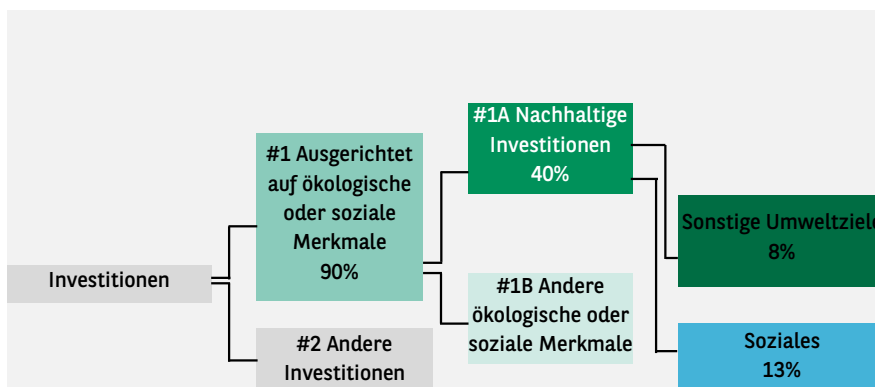 Investitionen
#1 Ausgerichtet
auf ökologische
oder soziale
Merkmale
90%
#2 Andere
Investitionen
#1A Nachhaltige
Investitionen
40%
#1B Andere
ökologische oder
soziale Merkmale
Sonstige Umweltziele
8%
Soziales
13%